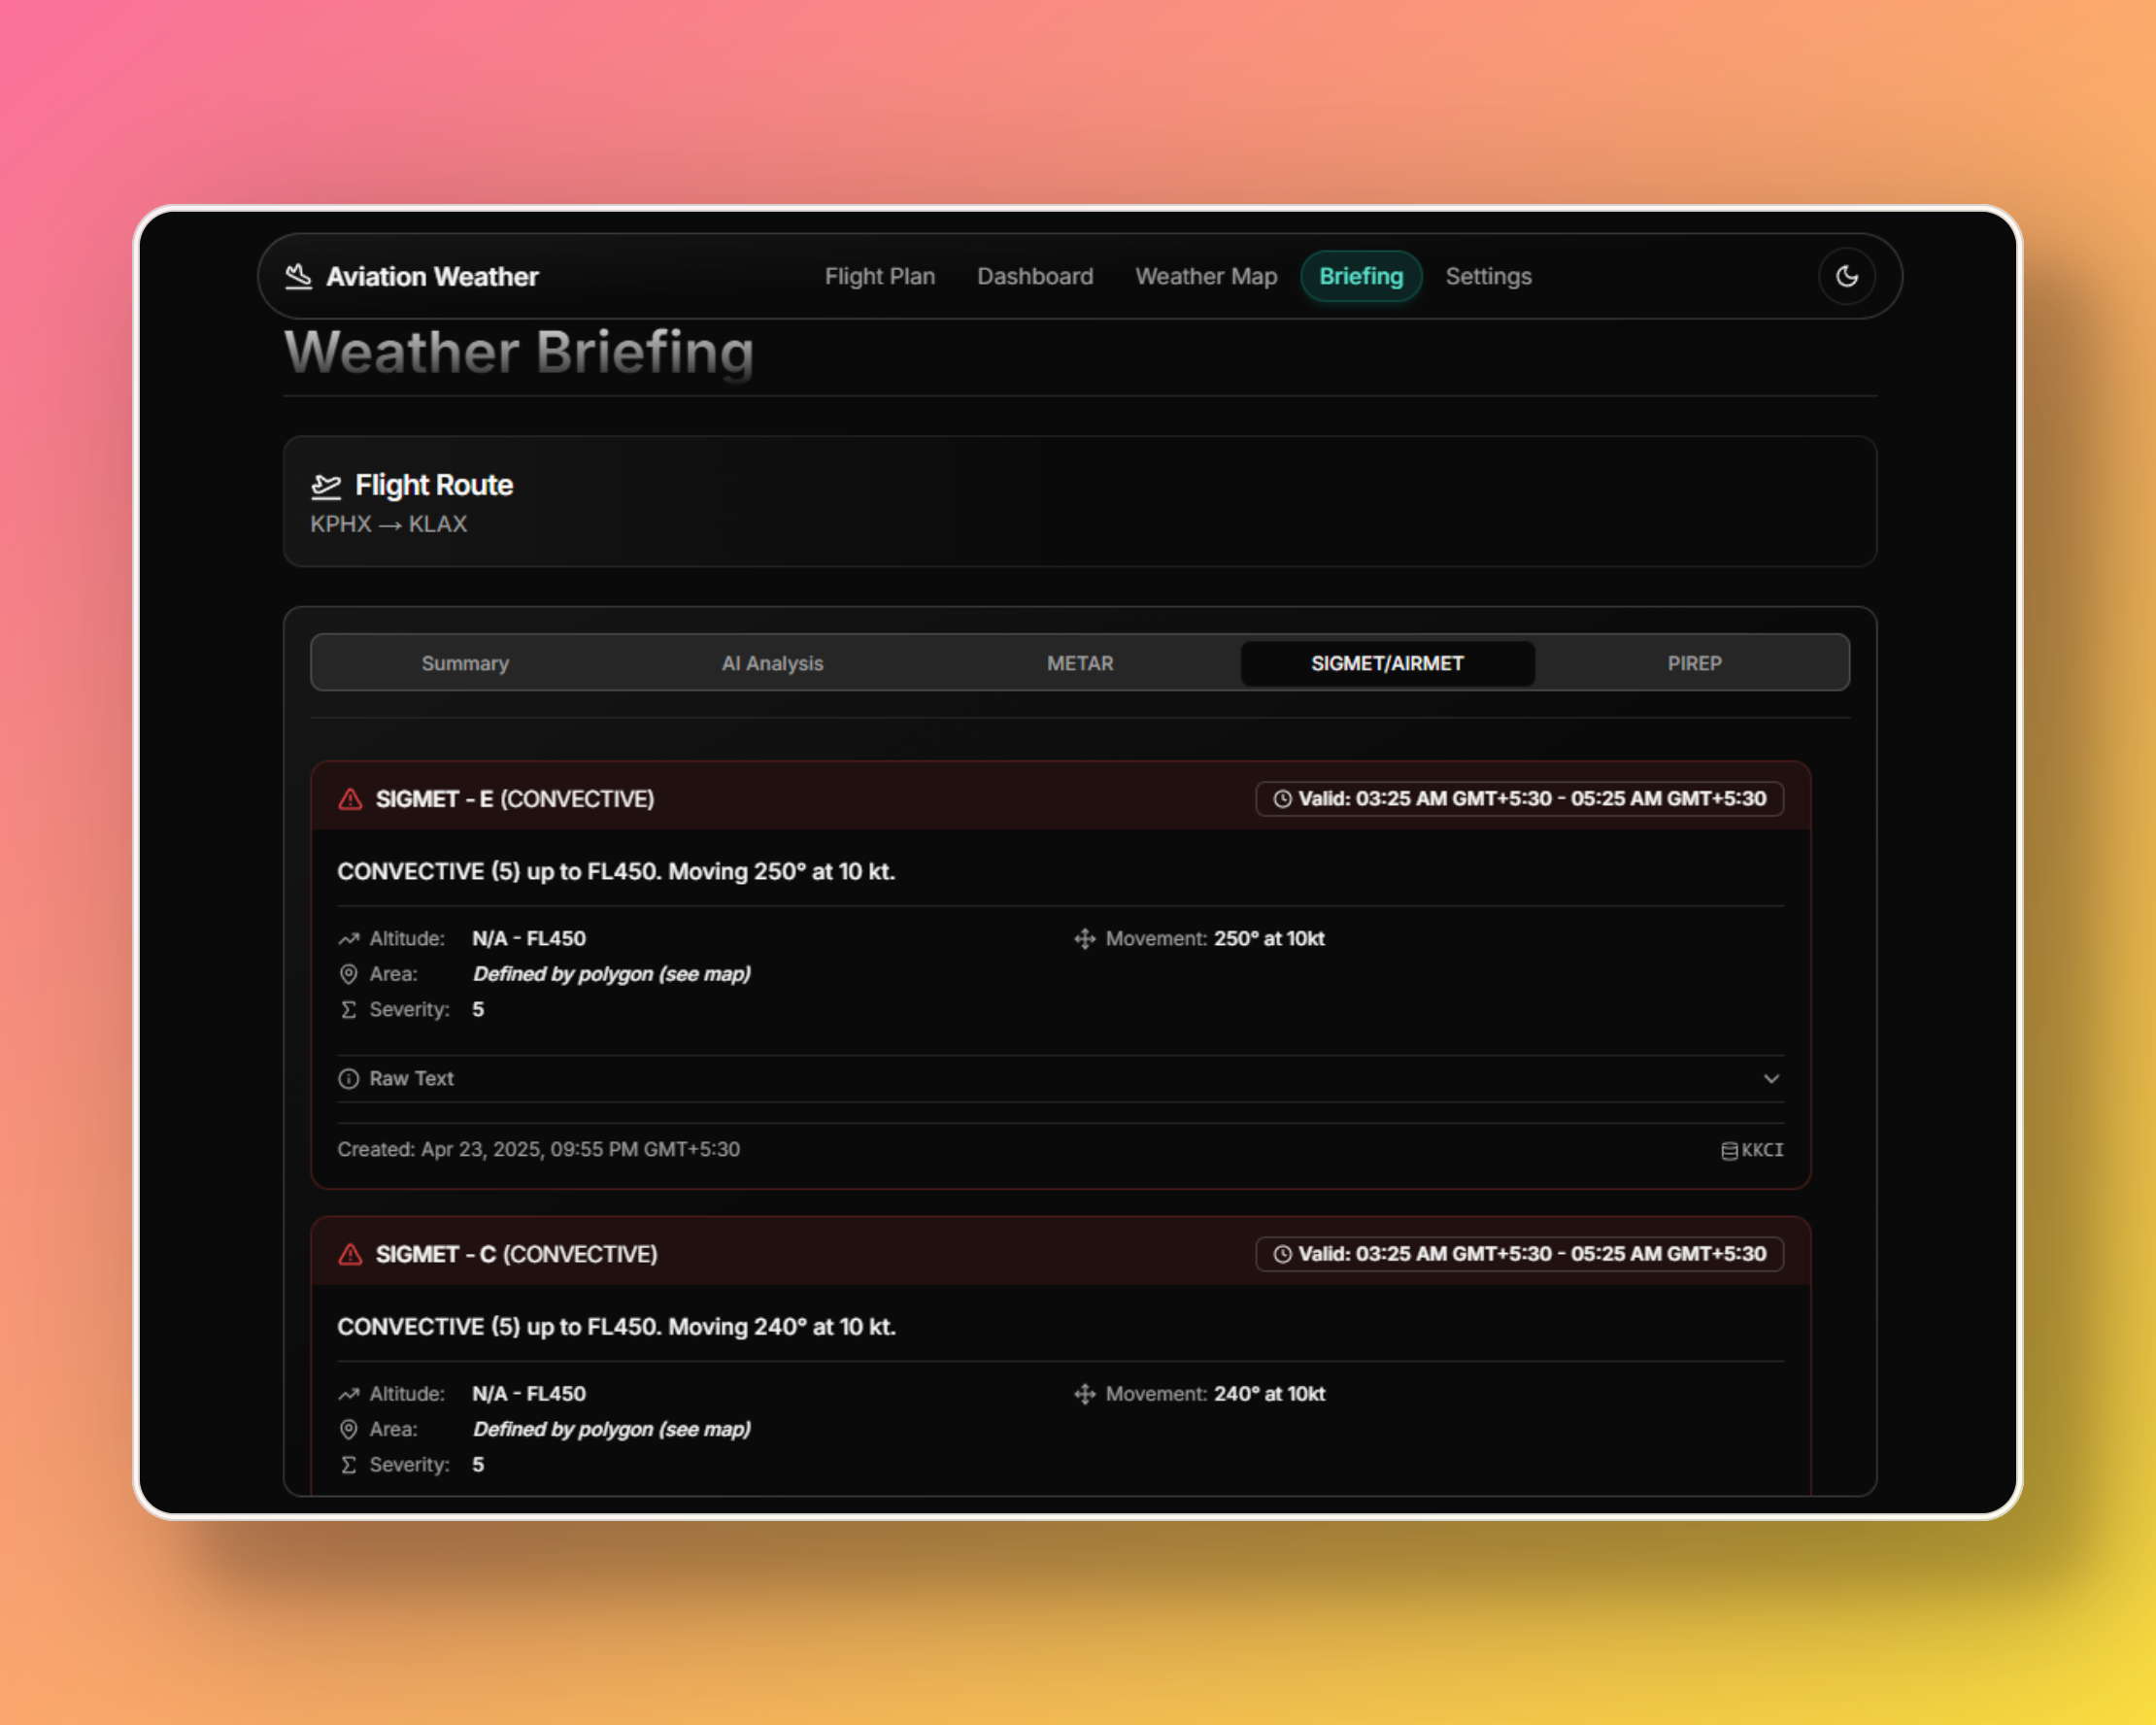 Aviation Weather Flight Plan Dashboard Weather Map Briefing Settings
Weather Briefing
Flight Route
KPHX → KLAX
Summary AI Analysis METAR SIGMET/AIRMET PIREP
SIGMET - E (CONVECTIVE) Valid: 03:25 AM GMT+5:30 - 05:25 AM GMT+5:30
CONVECTIVE (5) up to FL450. Moving 250° at 10 kt.
Altitude: N/A - FL450 Movement: 250° at 10kt
Area: Defined by polygon (see map)
Severity: 5
Raw Text
Created: Apr 23, 2025, 09:55 PM GMT+5:30 KKCI
SIGMET - C (CONVECTIVE) Valid: 03:25 AM GMT+5:30 - 05:25 AM GMT+5:30
CONVECTIVE (5) up to FL450. Moving 240° at 10 kt.
Altitude: N/A - FL450 Movement: 240° at 10kt
Area: Defined by polygon (see map)
Severity: 5